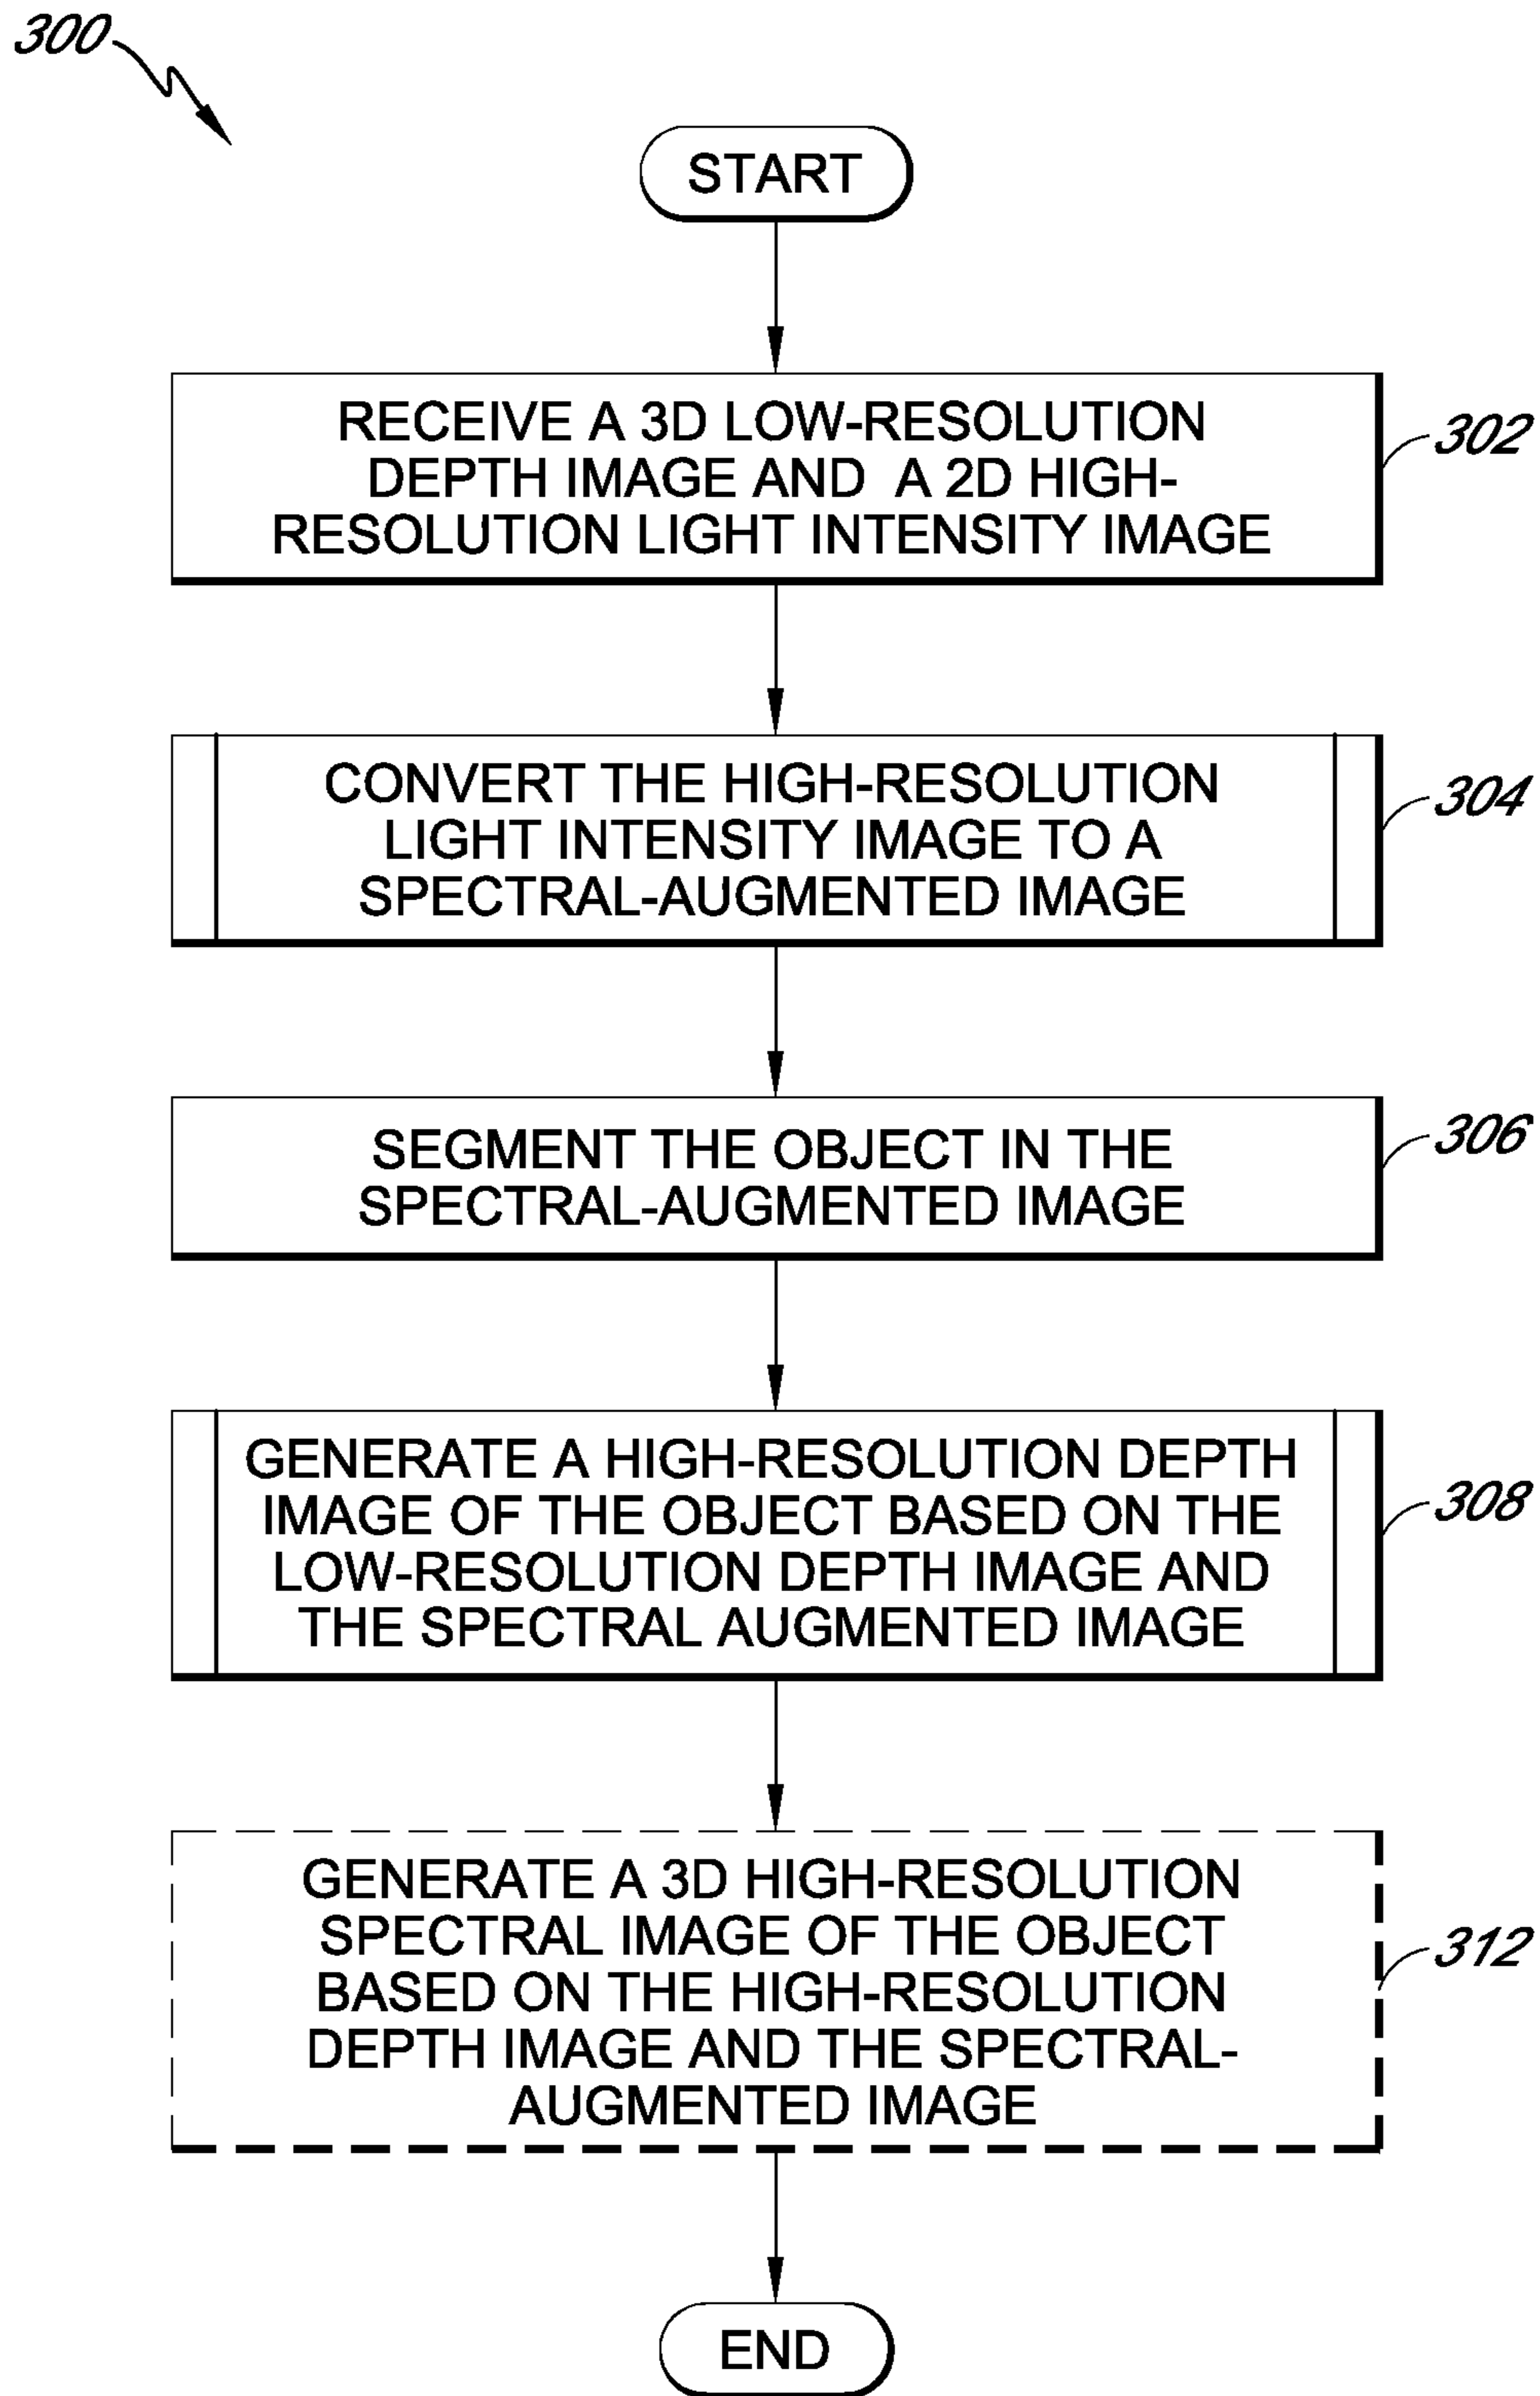 300
START
RECEIVE A 3D LOW-RESOLUTION
DEPTH IMAGE AND A 2D HIGH-
RESOLUTION LIGHT INTENSITY IMAGE
302
CONVERT THE HIGH-RESOLUTION
LIGHT INTENSITY IMAGE TO A
SPECTRAL-AUGMENTED IMAGE
304
SEGMENT THE OBJECT IN THE
SPECTRAL-AUGMENTED IMAGE
306
GENERATE A HIGH-RESOLUTION DEPTH
IMAGE OF THE OBJECT BASED ON THE
LOW-RESOLUTION DEPTH IMAGE AND
THE SPECTRAL AUGMENTED IMAGE
308
GENERATE A 3D HIGH-RESOLUTION
SPECTRAL IMAGE OF THE OBJECT
BASED ON THE HIGH-RESOLUTION
DEPTH IMAGE AND THE SPECTRAL-
AUGMENTED IMAGE
312
END